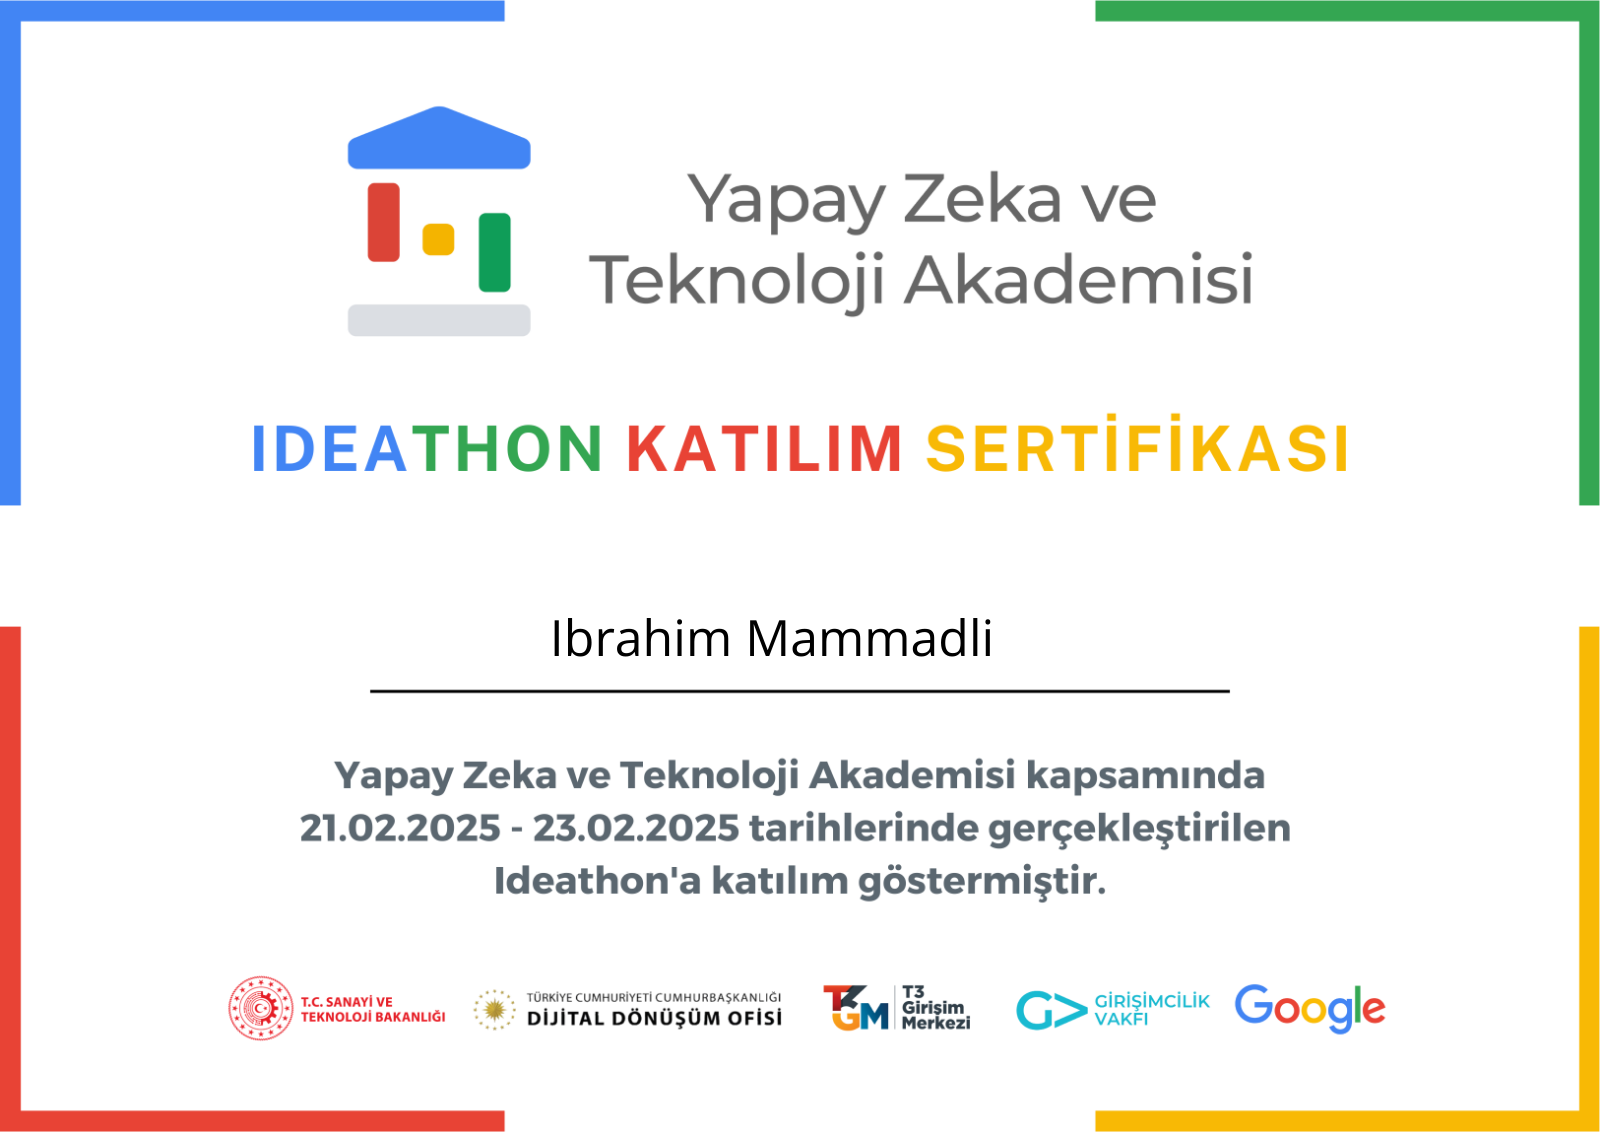 Yapay Zeka ve
Teknoloji Akademisi
IDEATHON KATILIM SERTİFİKASI
Ibrahim Mammadli
Yapay Zeka ve Teknoloji Akademisi kapsamında
21.02.2025 - 23.02.2025 tarihlerinde gerçekleştirilen
Ideathon'a katılım göstermiştir.
T.C. SANAYİ VE
TEKNOLOJİ BAKANLIĞI
TÜRKİYE CUMHURİYETİ CUMHURBAŞKANLIĞI
DİJİTAL DÖNÜŞÜM OFİSİ
T3
GM
T3
Girişim
Merkezi
GİRİŞİMCİLİK
VAKFI
Google